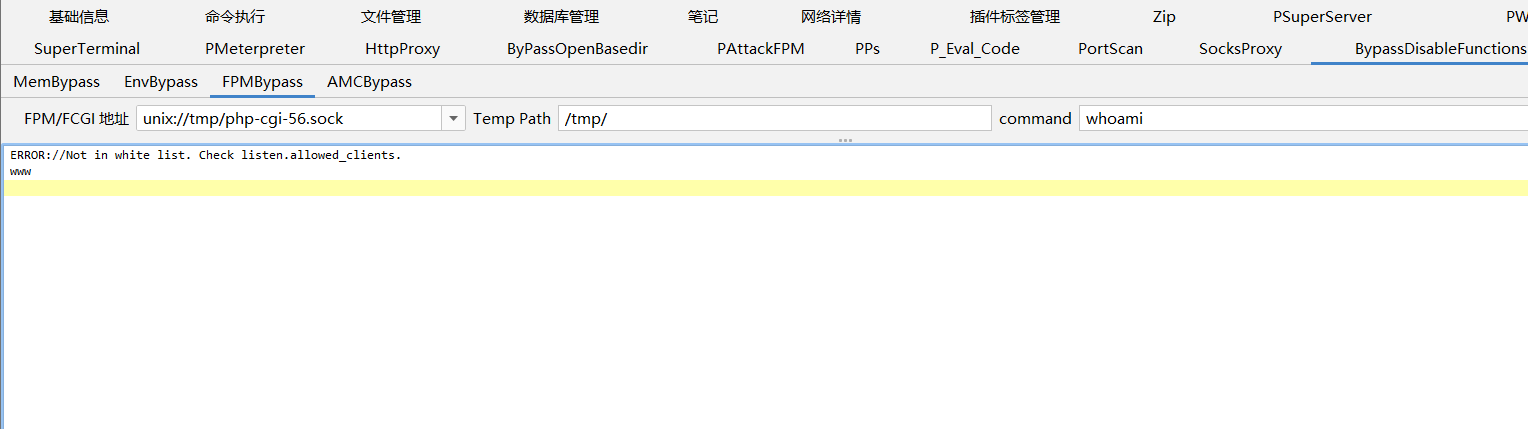 基础信息 命令执行 文件管理 数据库管理 笔记 网络详情 插件标签管理 Zip PSuperServer PW
SuperTerminal PMeterpreter HttpProxy ByPassOpenBasedir PAttackFPM PPs P_Eval_Code PortScan SocksProxy BypassDisableFunctions
MemBypass EnvBypass FPMBypass AMCBypass
FPM/FCGI 地址 unix://tmp/php-cgi-56.sock Temp Path /tmp/ command whoami
ERROR://Not in white list. Check listen.allowed_clients.
www